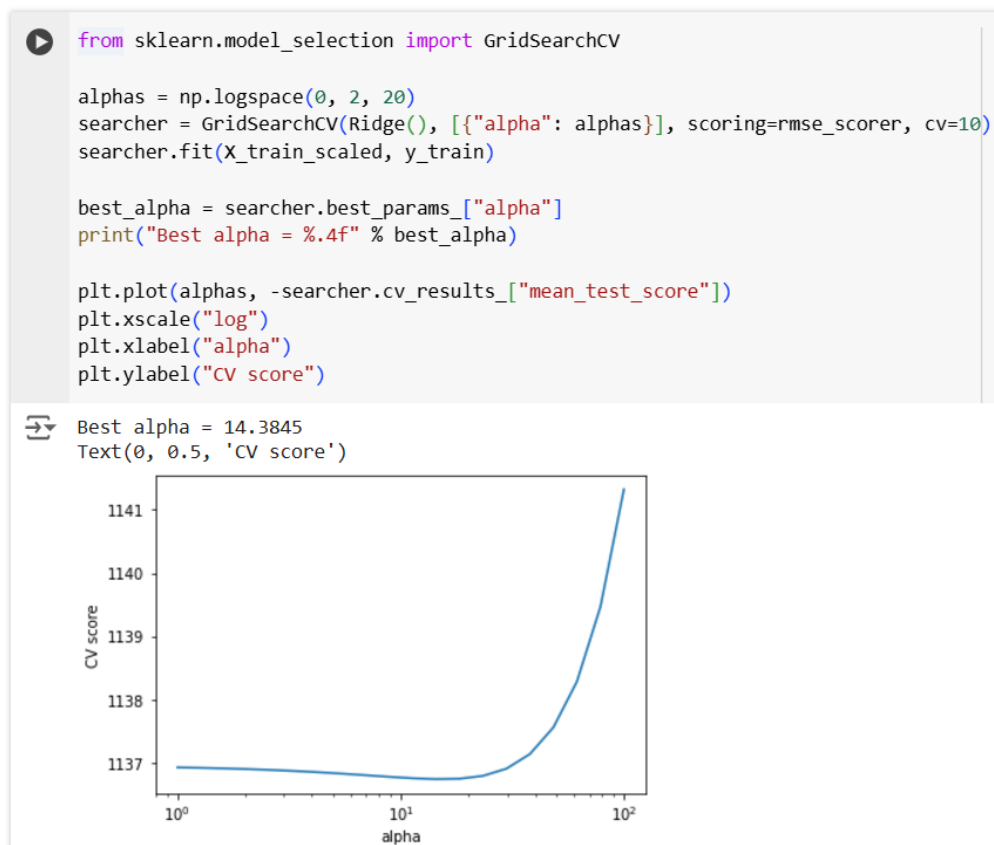 from sklearn.model_selection import GridSearchCV
alphas = np.logspace(0, 2, 20)
searcher = GridSearchCV(Ridge(), [{"alpha": alphas}], scoring=rmse_scorer, cv=10)
searcher.fit(X_train_scaled, y_train)
best_alpha = searcher.best_params_["alpha"]
print("Best alpha = %.4f" % best_alpha)
plt.plot(alphas, -searcher.cv_results_["mean_test_score"])
plt.xscale("log")
plt.xlabel("alpha")
plt.ylabel("CV score")
Best alpha = 14.3845
Text(0, 0.5, 'CV score')
1141
1140
1139
1138
1137
CV score
10⁰ 10¹ 10²
alpha